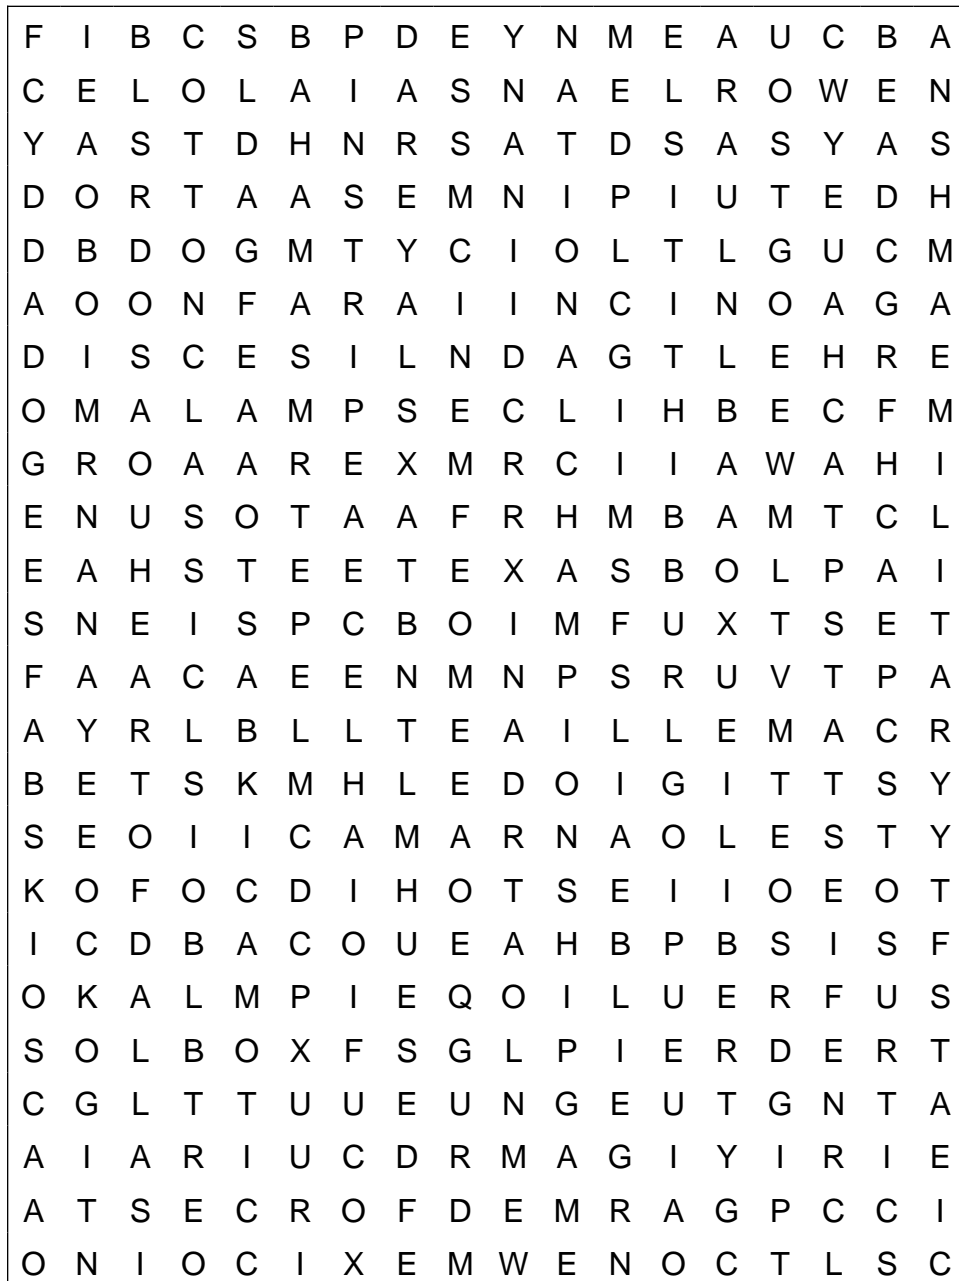 F I B C S B P D E Y N M E A U C B A
C E L O L A I A S N A E L R O W E N
Y A S T D H N R S A T D S A S Y A S
D O R T A A S E M N I P I U T E D H
D B D O G M T Y C I O L T L G U C M
A O O N F A R A I I N C I N O A G A
D I S C E S I L N D A G T L E H R E
O M A L A M P S E C L I H B E C F M
G R O A A R E X M R C I I A W A H I
E N U S O T A A F R H M B A M T C L
E A H S T E E T E X A S B O L P A I
S N E I S P C B O I M F U X T S E T
F A A C A E E N M N P S R U V T P A
A Y R L B L L T E A I L L E M A C R
B E T S K M H L E D O I G I T T S Y
S E O I I C A M A R N A O L E S T Y
K O F O C D I H O T S E I I O E O T
I C D B A C O U E A H B P B S I S F
O K A L M P I E Q O I L U E R F U S
S O L B O X F S G L P I E R D E R T
C G L T T U U E U N G E U T G N T A
A I A R I U C D R M A G I Y I R I E
A T S E C R O F D E M R A G P C C I
O N I O C I X E M W E N O C T L S C